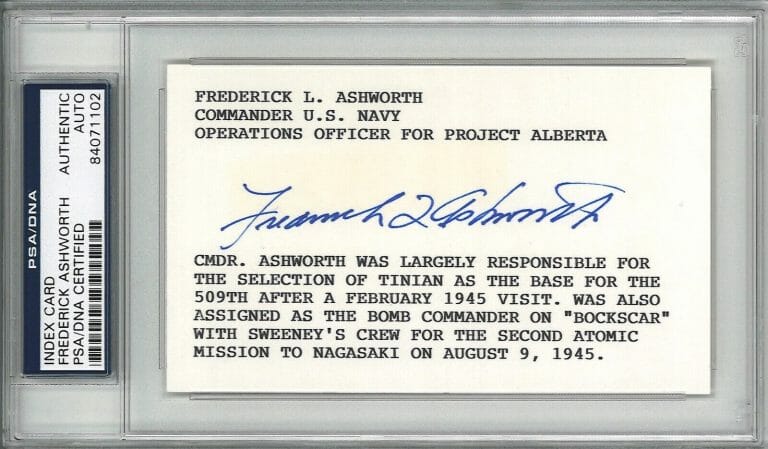 PSA/DNA
INDEX CARD
FREDERICK ASHWORTH
PSA/DNA CERTIFIED
AUTHENTIC
AUTO
84071102
FREDERICK L. ASHWORTH
COMMANDER U.S. NAVY
OPERATIONS OFFICER FOR PROJECT ALBERTA
Frederick L Ashworth
CMDR. ASHWORTH WAS LARGELY RESPONSIBLE FOR
THE SELECTION OF TINIAN AS THE BASE FOR THE
509TH AFTER A FEBRUARY 1945 VISIT. WAS ALSO
ASSIGNED AS THE BOMB COMMANDER ON "BOCKSCAR"
WITH SWEENEY'S CREW FOR THE SECOND ATOMIC
MISSION TO NAGASAKI ON AUGUST 9, 1945.